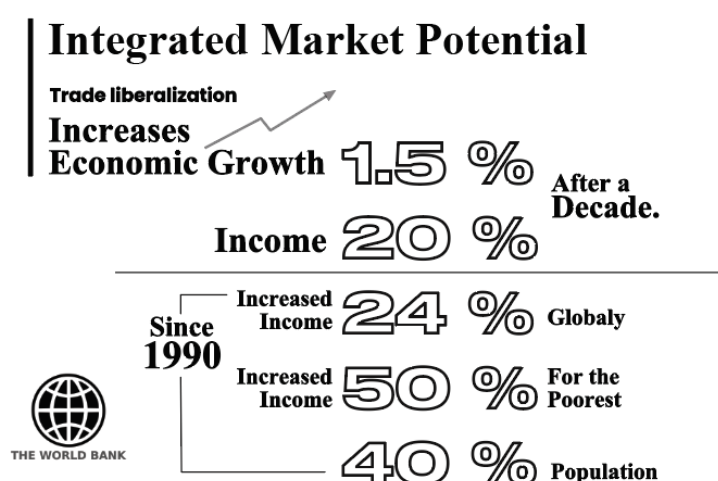 Integrated Market Potential
Trade liberalization
Increases
Economic Growth 1.5 %
After a
Decade.
Income 20 %
Since
1990
Increased
Income 24 % Globaly
Increased
Income 50 % For the
Poorest
40 % Population
THE WORLD BANK